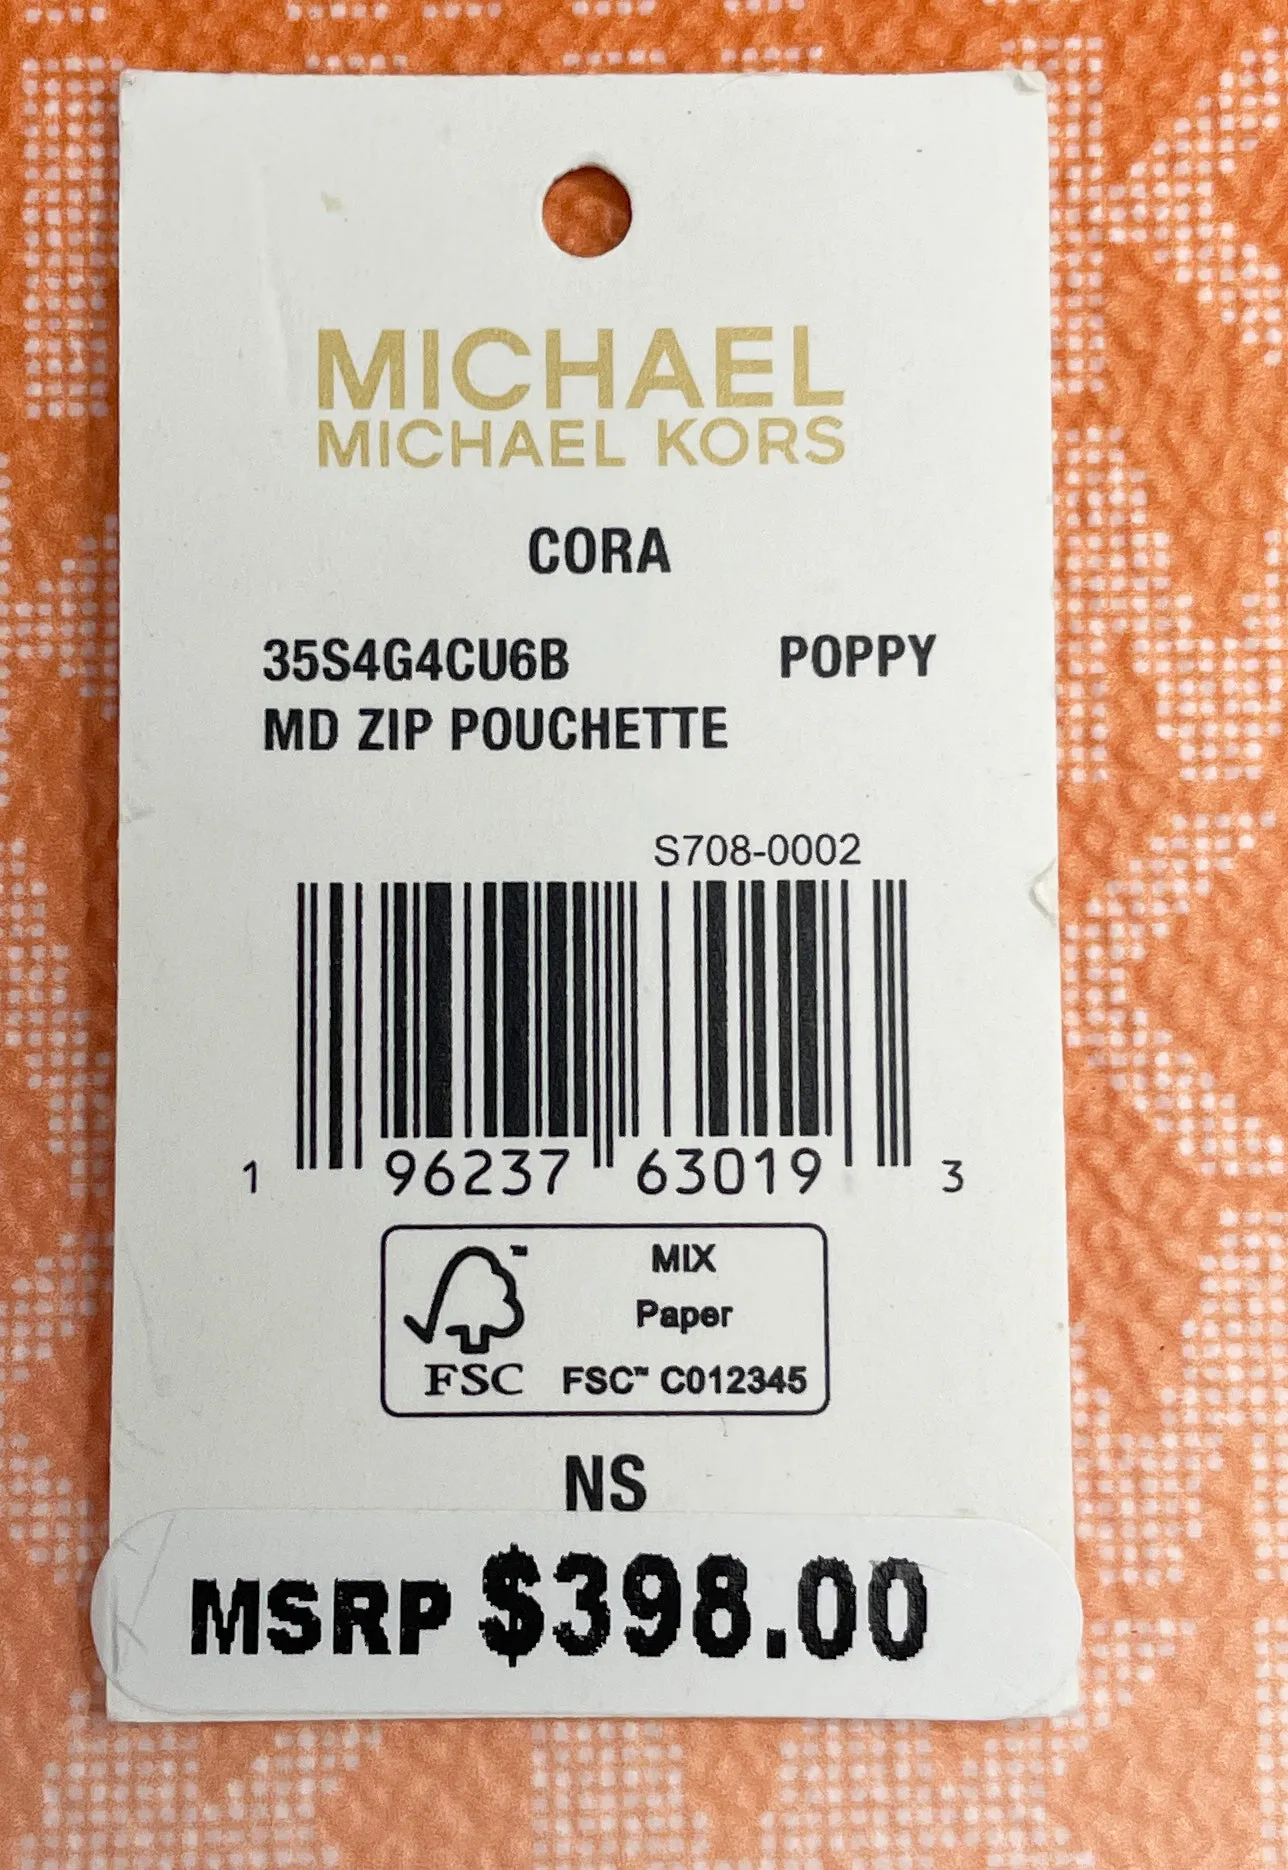 MICHAEL
MICHAEL KORS
CORA
35S4G4CU6B POPPY
MD ZIP POUCHETTE
S708-0002
1 96237 63019 3
™ MIX
Paper
FSC FSC™ C012345
NS
MSRP $398.00